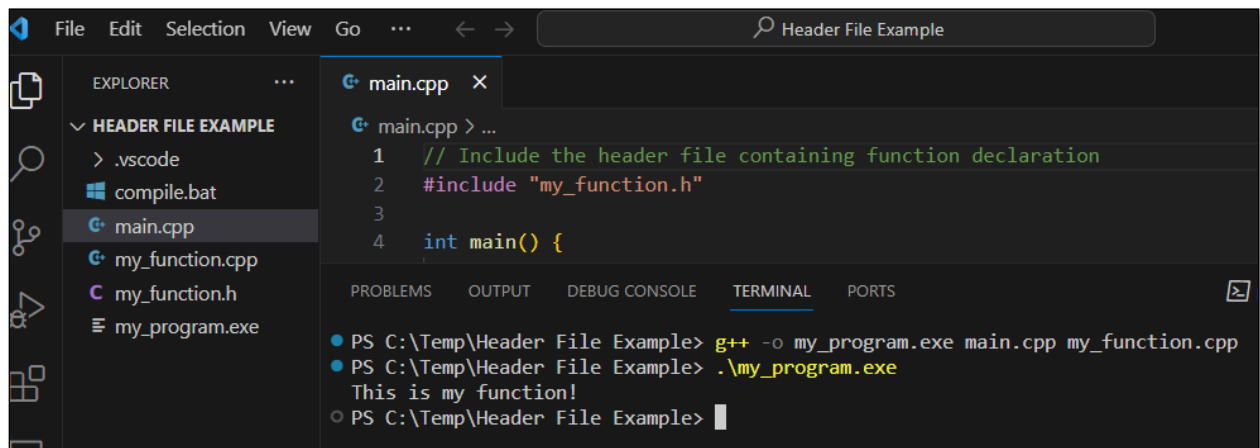 File Edit Selection View Go ··· ← → Header File Example
EXPLORER ···
HEADER FILE EXAMPLE
> .vscode
compile.bat
main.cpp
my_function.cpp
my_function.h
my_program.exe
main.cpp ×
main.cpp > ...
1 // Include the header file containing function declaration
2 #include "my_function.h"
3
4 int main() {
PROBLEMS OUTPUT DEBUG CONSOLE TERMINAL PORTS
PS C:\Temp\Header File Example> g++ -o my_program.exe main.cpp my_function.cpp
PS C:\Temp\Header File Example> .\my_program.exe
This is my function!
PS C:\Temp\Header File Example>